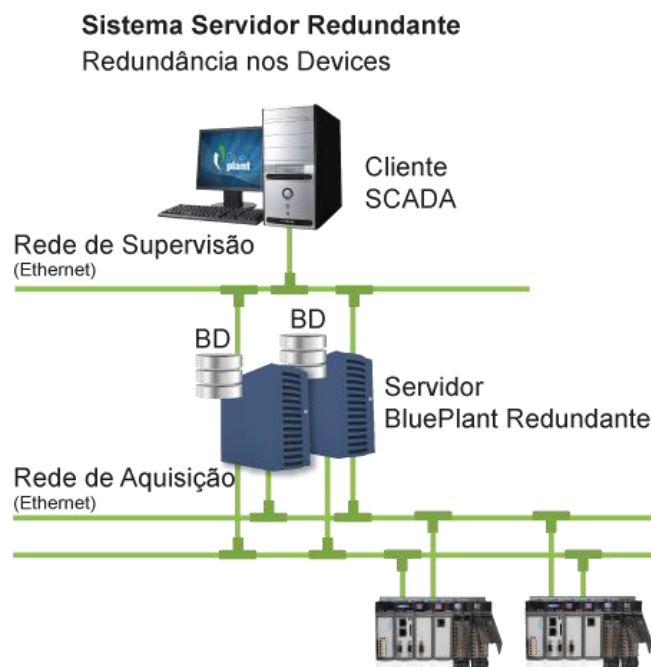 Sistema Servidor Redundante
Redundância nos Devices
plant
Cliente
SCADA
Rede de Supervisão
(Ethernet)
BD
BD
Servidor
BluePlant Redundante
Rede de Aquisição
(Ethernet)